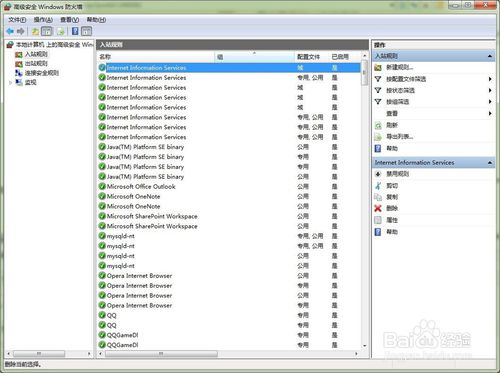 高级安全 Windows 防火墙
文件(F) 操作(A) 查看(V) 帮助(H)
本地计算机 上的高级安全 Win
入站规则
出站规则
连接安全规则
监视
入站规则
名称 组 配置文件 已启用
Internet Information Services 域 是
Internet Information Services 专用, 公用 是
Internet Information Services 域 是
Internet Information Services 域 是
Internet Information Services 域 是
Internet Information Services 专用, 公用 是
Internet Information Services 专用, 公用 是
Internet Information Services 专用, 公用 是
Java(TM) Platform SE binary 公用 是
Java(TM) Platform SE binary 专用 是
Java(TM) Platform SE binary 公用 是
Java(TM) Platform SE binary 专用 是
Microsoft Office Outlook 公用 是
Microsoft OneNote 公用 是
Microsoft OneNote 公用 是
Microsoft SharePoint Workspace 公用 是
Microsoft SharePoint Workspace 公用 是
mysqld-nt 专用, 公用 是
mysqld-nt 专用, 公用 是
mysqld-nt 公用 是
mysqld-nt 公用 是
Opera Internet Browser 公用 是
Opera Internet Browser 专用 是
Opera Internet Browser 公用 是
Opera Internet Browser 专用 是
QQ 专用 是
QQ 专用 是
QQGameDl 公用 是
QQGameDl 专用 是
操作
入站规则
新建规则...
按配置文件筛选
按状态筛选
按组筛选
查看
刷新
导出列表...
帮助
Internet Information Services
禁用规则
剪切
复制
删除
属性
帮助
删除当前选择。
Baidu 经验
jingyan.baidu.com